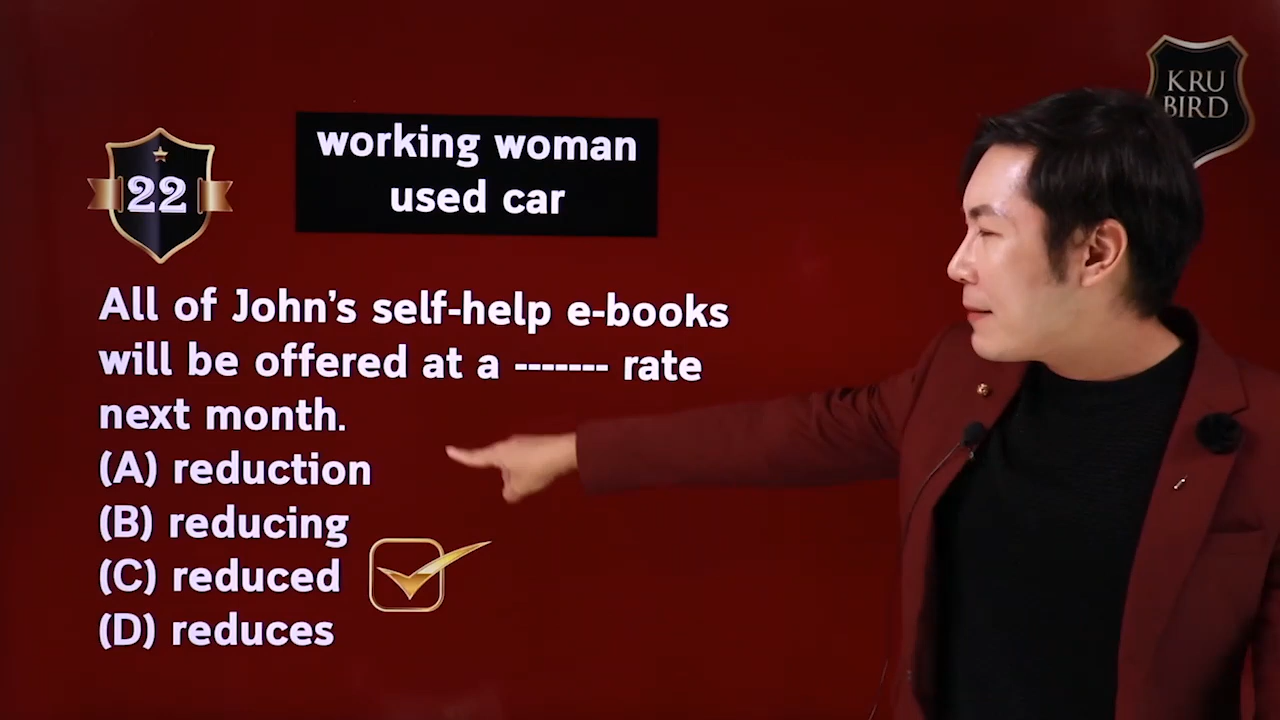 KRU
BIRD
22
working woman
used car
All of John's self-help e-books
will be offered at a ------- rate
next month.
(A) reduction
(B) reducing
(C) reduced
(D) reduces